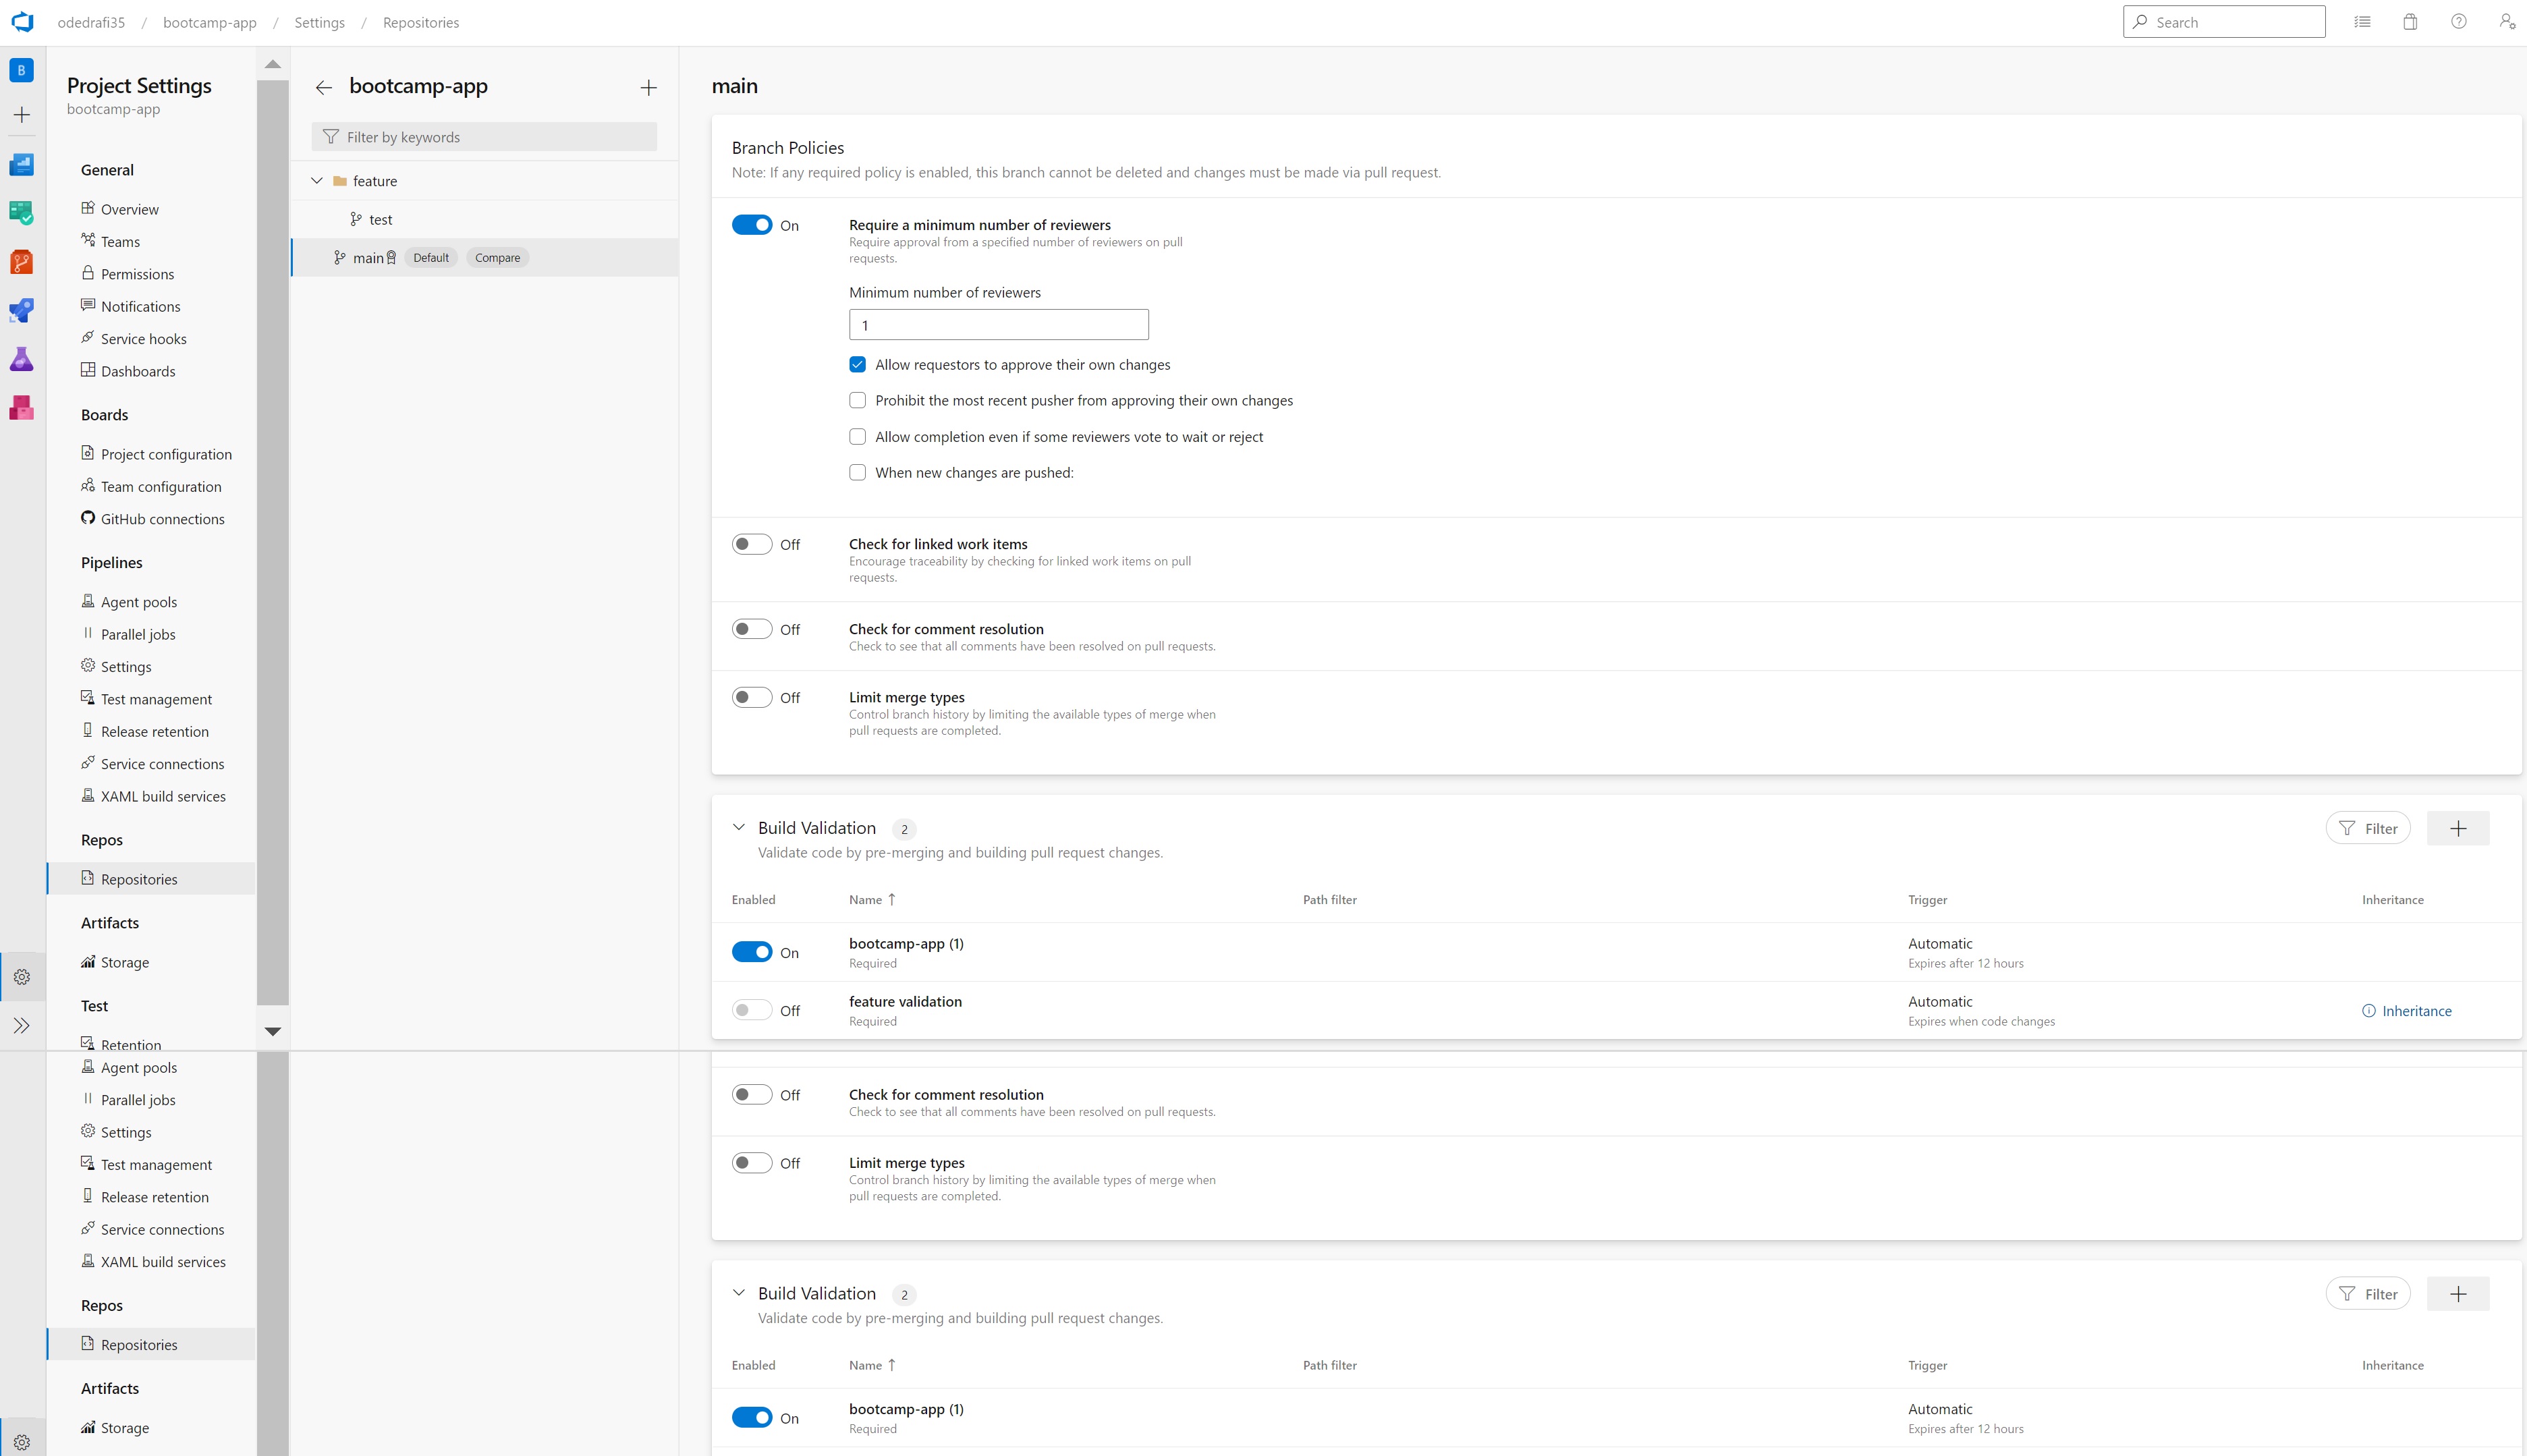 odedrafi35 / bootcamp-app / Settings / Repositories
Search
B
Project Settings
bootcamp-app
General
Overview
Teams
Permissions
Notifications
Service hooks
Dashboards
Boards
Project configuration
Team configuration
GitHub connections
Pipelines
Agent pools
Parallel jobs
Settings
Test management
Release retention
Service connections
XAML build services
Repos
Repositories
Artifacts
Storage
Test
Retention
bootcamp-app
Filter by keywords
feature
test
main Default Compare
main
Branch Policies
Note: If any required policy is enabled, this branch cannot be deleted and changes must be made via pull request.
On
Require a minimum number of reviewers
Require approval from a specified number of reviewers on pull
requests.
Minimum number of reviewers
1
Allow requestors to approve their own changes
Prohibit the most recent pusher from approving their own changes
Allow completion even if some reviewers vote to wait or reject
When new changes are pushed:
Off
Check for linked work items
Encourage traceability by checking for linked work items on pull
requests.
Off
Check for comment resolution
Check to see that all comments have been resolved on pull requests.
Off
Limit merge types
Control branch history by limiting the available types of merge when
pull requests are completed.
Build Validation 2
Filter
Validate code by pre-merging and building pull request changes.
Enabled Name Path filter Trigger Inheritance
On
bootcamp-app (1)
Required
Automatic
Expires after 12 hours
Off
feature validation
Required
Automatic
Expires when code changes
Inheritance
Agent pools
Parallel jobs
Settings
Test management
Release retention
Service connections
XAML build services
Repos
Repositories
Artifacts
Storage
Off
Check for comment resolution
Check to see that all comments have been resolved on pull requests.
Off
Limit merge types
Control branch history by limiting the available types of merge when
pull requests are completed.
Build Validation 2
Filter
Validate code by pre-merging and building pull request changes.
Enabled Name Path filter Trigger Inheritance
On
bootcamp-app (1)
Required
Automatic
Expires after 12 hours